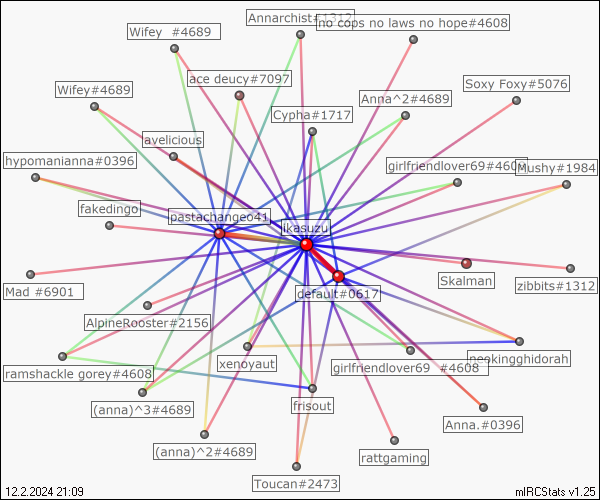 Annarchist#1312
no cops no laws no hope#4608
Wifey  #4689
ace deucy#7097
Soxy Foxy#5076
Wifey#4689
Anna^2#4689
Cypha#1717
avelicious
hypomanianna#0396
girlfriendlover69#4608
Mushy#1984
fakedingo
pastachangeo41
ikasuzu
Skalman
zibbits#1312
Mad #6901
default#0617
AlpineRooster#2156
neokingghidorah
xenoyaut
girlfriendlover69  #4608
ramshackle gorey#4608
(anna)^3#4689
frisout
Anna.#0396
(anna)^2#4689
rattgaming
Toucan#2473
12.2.2024 21:09
mIRCStats v1.25